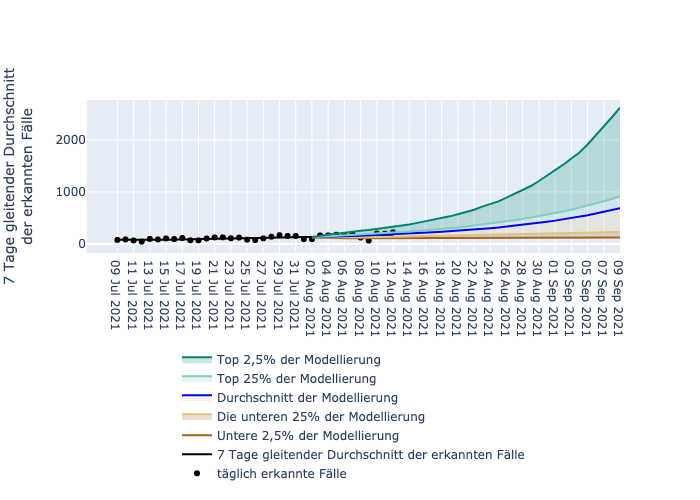 7 Tage gleitender Durchschnitt
der erkannten Fälle
2000
1000
0
09 Jul 2021
11 Jul 2021
13 Jul 2021
15 Jul 2021
17 Jul 2021
19 Jul 2021
21 Jul 2021
23 Jul 2021
25 Jul 2021
27 Jul 2021
29 Jul 2021
31 Jul 2021
02 Aug 2021
04 Aug 2021
06 Aug 2021
08 Aug 2021
10 Aug 2021
12 Aug 2021
14 Aug 2021
16 Aug 2021
18 Aug 2021
20 Aug 2021
22 Aug 2021
24 Aug 2021
26 Aug 2021
28 Aug 2021
30 Aug 2021
01 Sep 2021
03 Sep 2021
05 Sep 2021
07 Sep 2021
09 Sep 2021
Top 2,5% der Modellierung
Top 25% der Modellierung
Durchschnitt der Modellierung
Die unteren 25% der Modellierung
Untere 2,5% der Modellierung
7 Tage gleitender Durchschnitt der erkannten Fälle
täglich erkannte Fälle